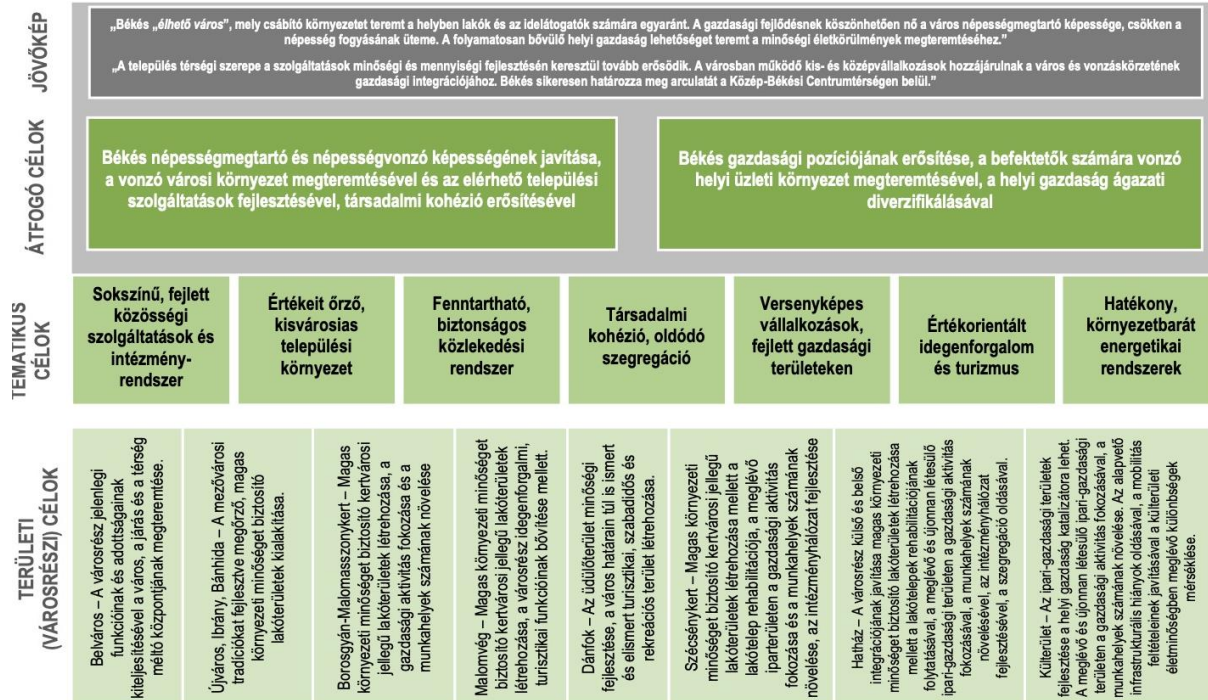 JÖVŐKÉP
„Békés „élhető város”, mely csábító környezetet teremt a helyben lakók és az idelátogatók számára egyaránt. A gazdasági fejlődésnek köszönhetően nő a város népességmegtartó képessége, csökken a
népesség fogyásának üteme. A folyamatosan bővülő helyi gazdaság lehetőséget teremt a minőségi életkörülmények megteremtéséhez.”
„A település térségi szerepe a szolgáltatások minőségi és mennyiségi fejlesztésén keresztül tovább erősödik. A városban működő kis- és középvállalkozások hozzájárulnak a város és vonzáskörzetének
gazdasági integrációjához. Békés sikeresen határozza meg arculatát a Közép-Békési Centrumtérségen belül.”
ÁTFOGÓ CÉLOK
Békés népességmegtartó és népességvonzó képességének javítása,
a vonzó városi környezet megteremtésével és az elérhető települési
szolgáltatások fejlesztésével, társadalmi kohézió erősítésével
Békés gazdasági pozíciójának erősítése, a befektetők számára vonzó
helyi üzleti környezet megteremtésével, a helyi gazdaság ágazati
diverzifikálásával
TEMATIKUS
CÉLOK
Sokszínű, fejlett
közösségi
szolgáltatások és
intézmény-
rendszer
Értékeit őrző,
kisvárosias
települési
környezet
Fenntartható,
biztonságos
közlekedési
rendszer
Társadalmi
kohézió, oldódó
szegregáció
Versenyképes
vállalkozások,
fejlett gazdasági
területeken
Értékorientált
idegenforgalom
és turizmus
Hatékony,
környezetbarát
energetikai
rendszerek
TERÜLETI
(VÁROSRÉSZI) CÉLOK
Belváros – A városrész jelenlegi
funkcióinak és adottságainak
kiteljesítésével a város, a járás és a térség
méltó központjának megteremtése.
Újváros, Ibrány, Bánhida – A mezővárosi
tradíciókat fejlesztve megőrző, magas
környezeti minőséget biztosító
lakóterületek kialakítása.
Borosgyán-Malomasszonykert – Magas
környezeti minőséget biztosító kertvárosi
jellegű lakóterületek létrehozása, a
gazdasági aktivitás fokozása és a
munkahelyek számának növelése
Malomvég – Magas környezeti minőséget
biztosító kertvárosi jellegű lakóterületek
létrehozása, a városrész idegenforgalmi,
turisztikai funkcióinak bővítése mellett.
Dánfok – Az üdülőterület minőségi
fejlesztése, a város határain túl is ismert
és elismert turisztikai, szabadidős és
rekreációs terület létrehozása.
Szécsénykert – Magas környezeti
minőséget biztosító kertvárosi jellegű
lakóterületek létrehozása mellett a
lakótelep rehabilitációja, a meglévő
iparterületen a gazdasági aktivitás
fokozása és a munkahelyek számának
növelése, az intézményhálózat fejlesztése
Hatház – A városrész külső és belső
integrációjának javítása magas környezeti
minőséget biztosító lakóterületek létrehozása
mellett a lakótelepek rehabilitációjának
folytatásával, a meglévő és újonnan létesülő
ipari-gazdasági területen a gazdasági aktivitás
fokozásával, a munkahelyek számának
növelésével, az intézményhálózat
fejlesztésével, a szegregáció oldásával.
Külterület – Az ipari-gazdasági területek
fejlesztése a helyi gazdaság katalizátora lehet.
A meglévő és újonnan létesülő ipari-gazdasági
területen a gazdasági aktivitás fokozásával, a
munkahelyek számának növelése. Az alapvető
infrastrukturális hiányok oldásával, a mobilitás
feltételeinek javításával a külterületi
életminőségben meglévő különbségek
mérséklése.